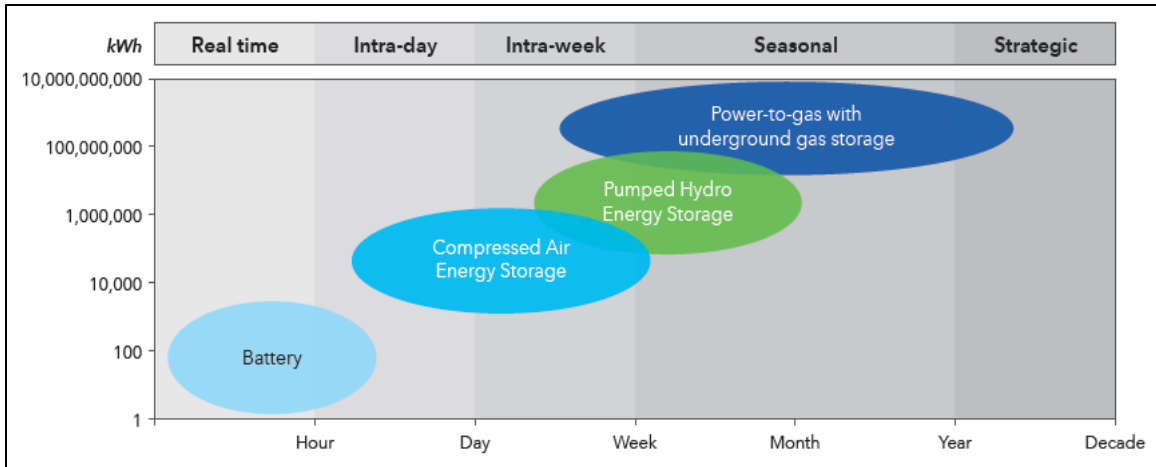 kWh Real time Intra-day Intra-week Seasonal Strategic
10,000,000,000
Power-to-gas with
underground gas storage
100,000,000
Pumped Hydro
Energy Storage
1,000,000
Compressed Air
Energy Storage
10,000
100
Battery
1
Hour Day Week Month Year Decade